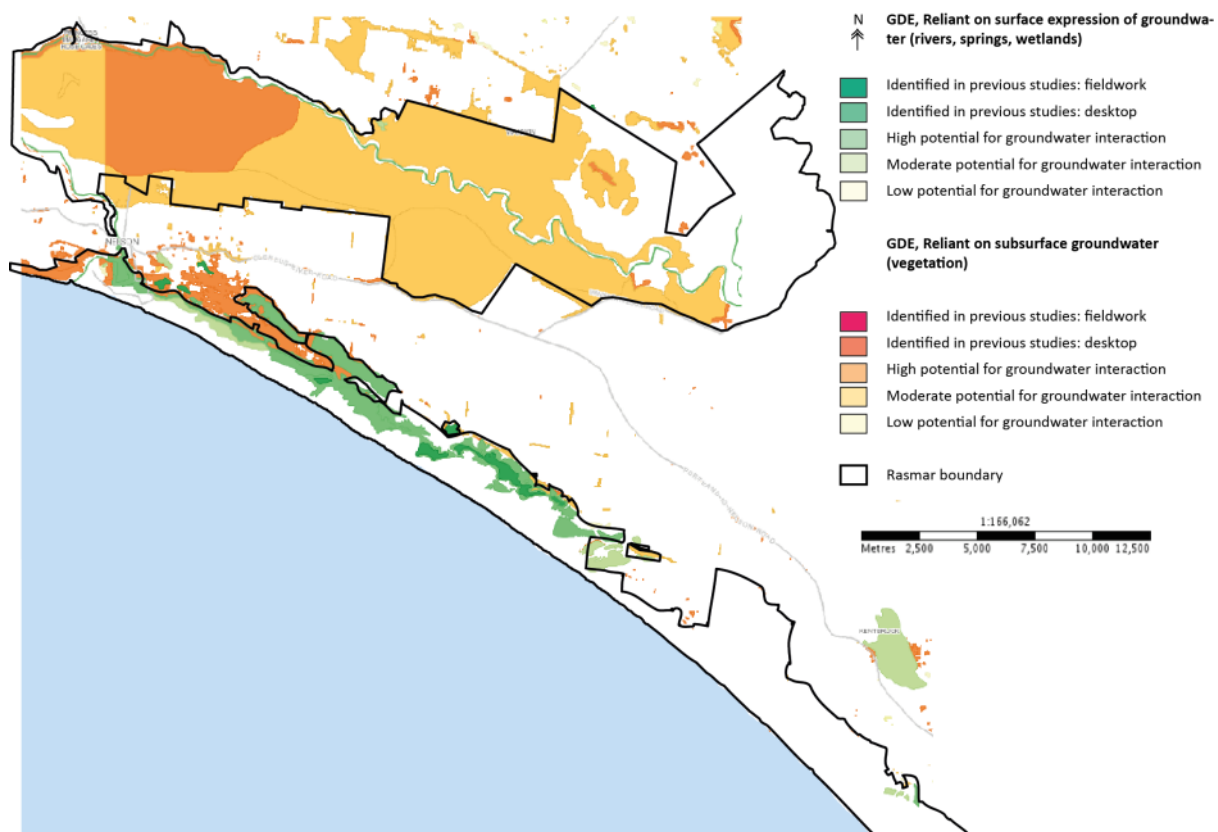 N
GDE, Reliant on surface expression of groundwa-
ter (rivers, springs, wetlands)
Identified in previous studies: fieldwork
Identified in previous studies: desktop
High potential for groundwater interaction
Moderate potential for groundwater interaction
Low potential for groundwater interaction
GDE, Reliant on subsurface groundwater
(vegetation)
Identified in previous studies: fieldwork
Identified in previous studies: desktop
High potential for groundwater interaction
Moderate potential for groundwater interaction
Low potential for groundwater interaction
Rasmar boundary
1:166,062
Metres 2,500 5,000 7,500 10,000 12,500
NELSON